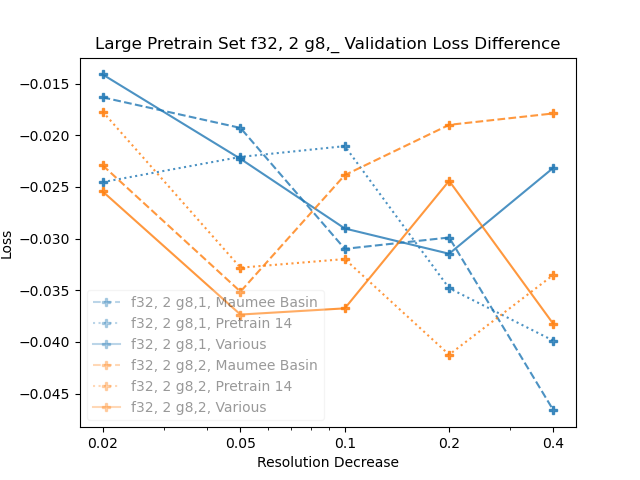 Large Pretrain Set f32, 2 g8,_ Validation Loss Difference
−0.015
−0.020
−0.025
−0.030
−0.035
−0.040
−0.045
Loss
f32, 2 g8,1, Maumee Basin
f32, 2 g8,1, Pretrain 14
f32, 2 g8,1, Various
f32, 2 g8,2, Maumee Basin
f32, 2 g8,2, Pretrain 14
f32, 2 g8,2, Various
0.02 0.05 0.1 0.2 0.4
Resolution Decrease